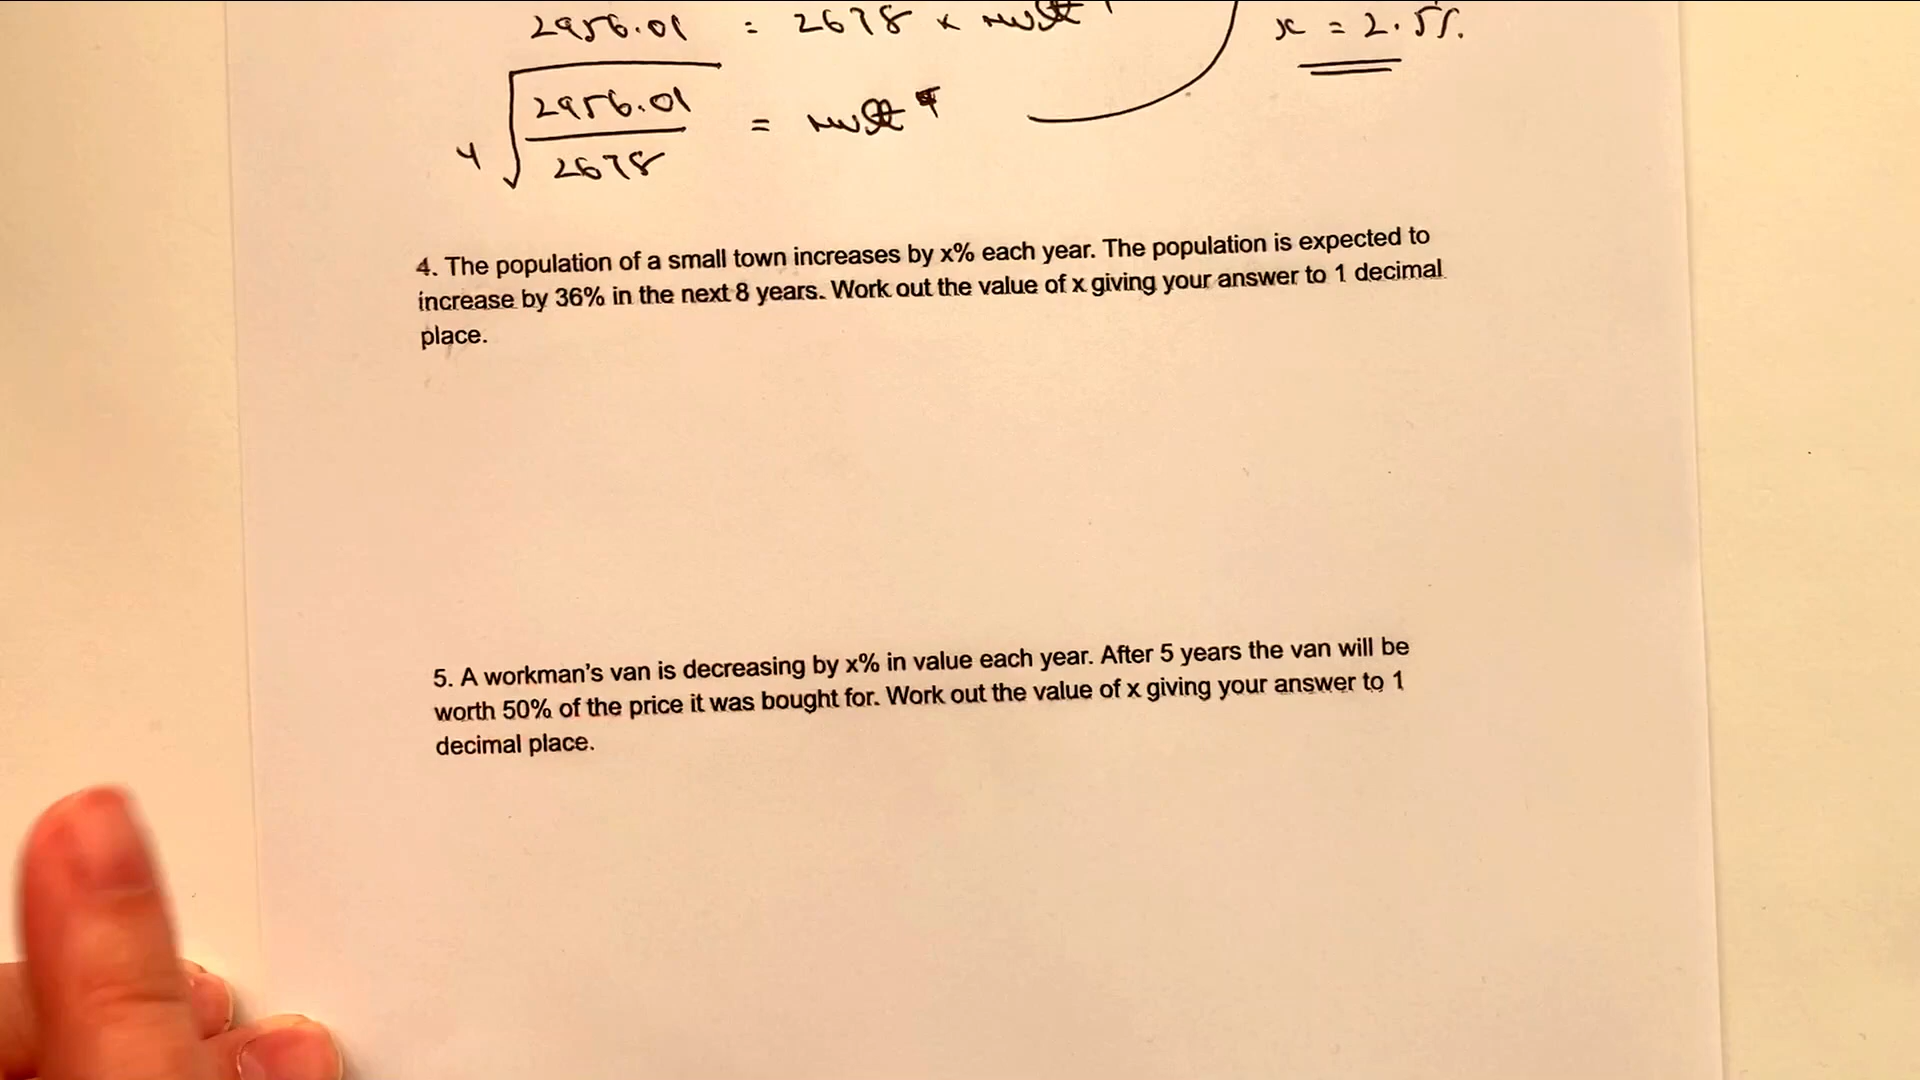 2956.01 = 2678 × mult
x = 2.5%.
4√ 2956.01 / 2678 = mult
4. The population of a small town increases by x% each year. The population is expected to
increase by 36% in the next 8 years. Work out the value of x giving your answer to 1 decimal
place.
5. A workman's van is decreasing by x% in value each year. After 5 years the van will be
worth 50% of the price it was bought for. Work out the value of x giving your answer to 1
decimal place.